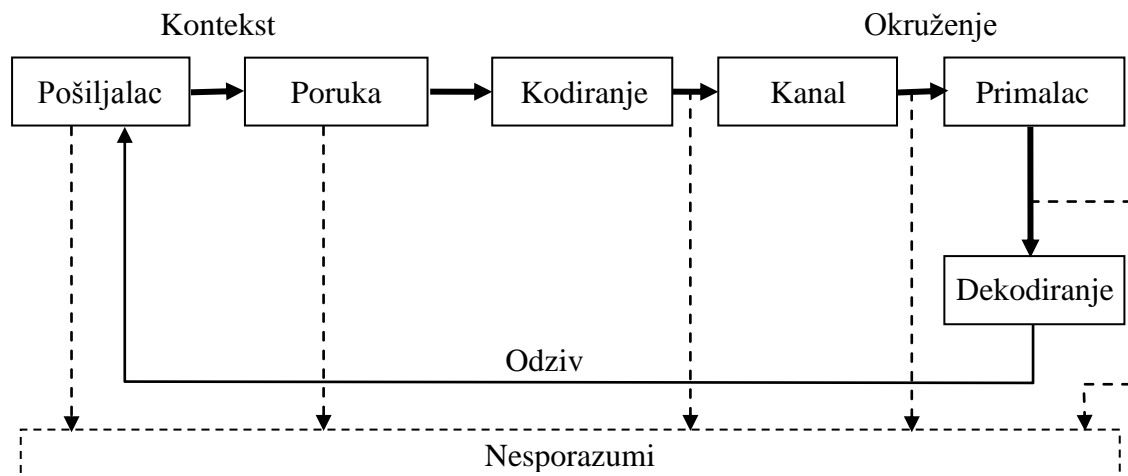 Kontekst
Okruženje
Pošiljalac
Poruka
Kodiranje
Kanal
Primalac
Dekodiranje
Odziv
Nesporazumi